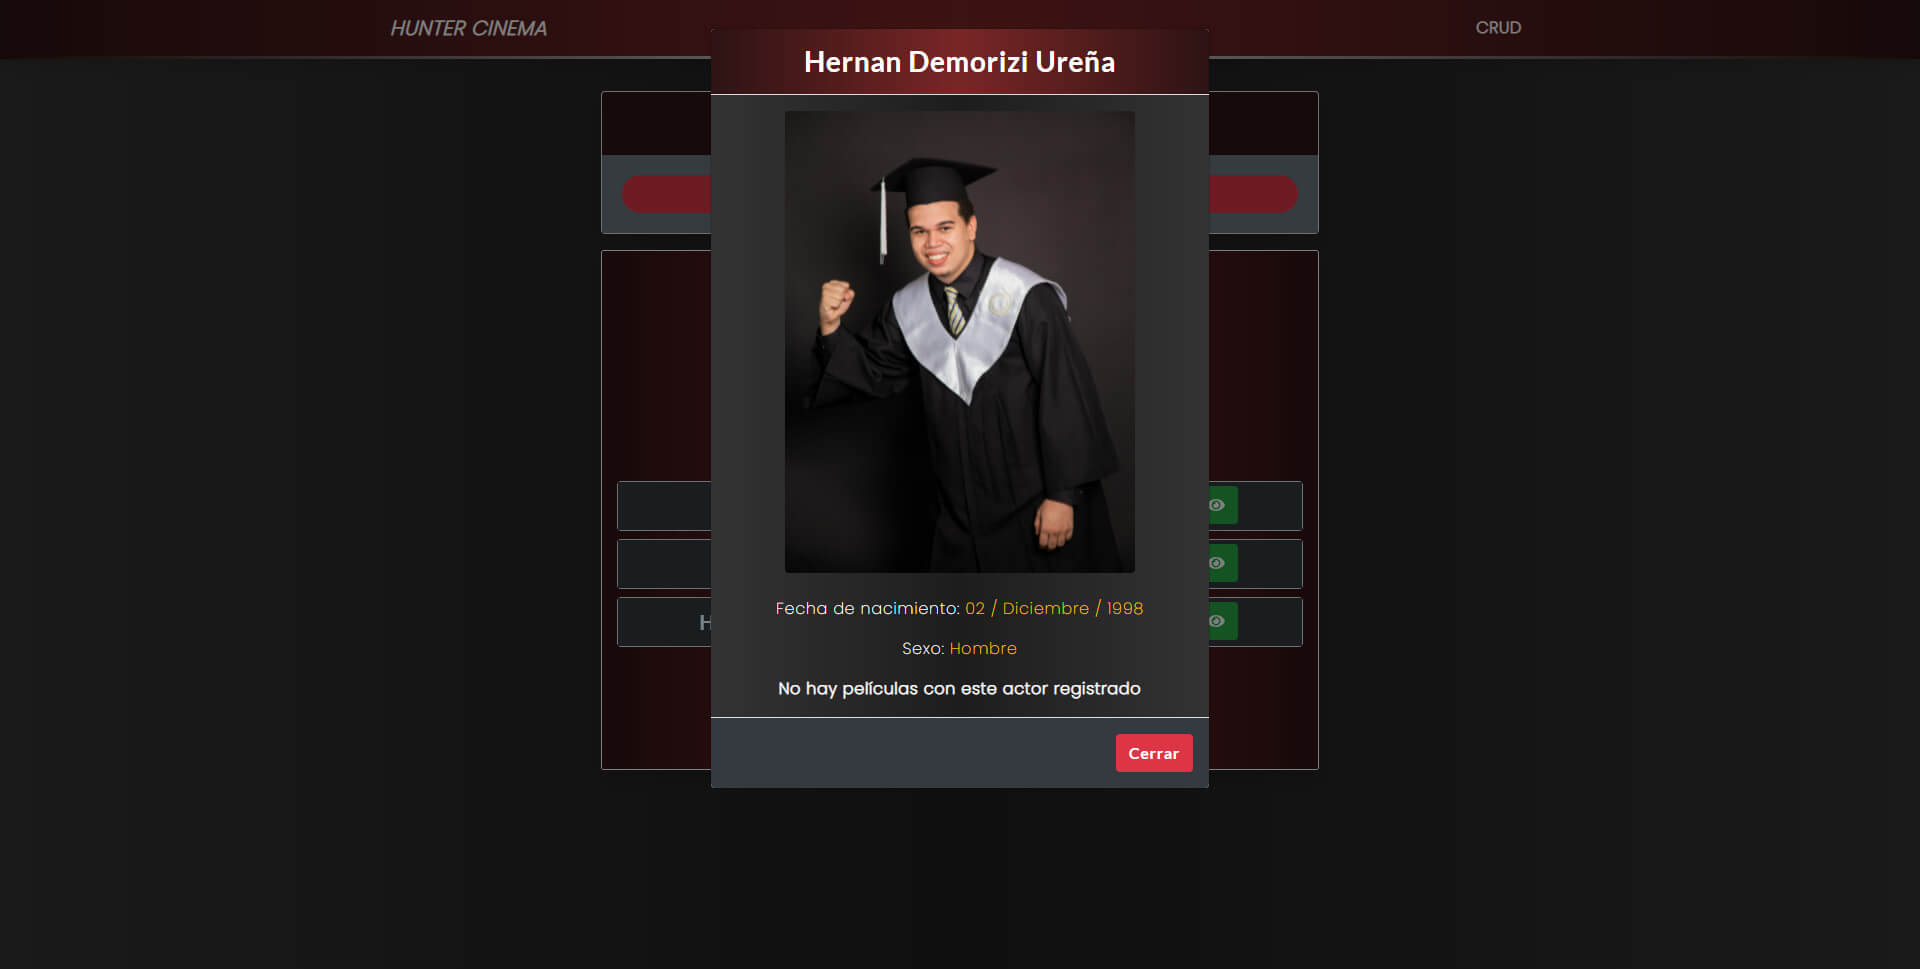 HUNTER CINEMA
CRUD
Hernan Demorizi Ureña
Fecha de nacimiento: 02 / Diciembre / 1998
Sexo: Hombre
No hay películas con este actor registrado
H
Cerrar